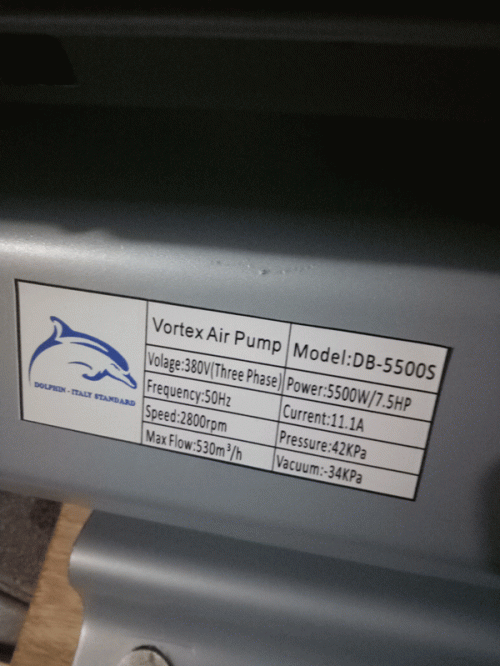 Vortex Air Pump
Model:DB-5500S
Volage:380V(Three Phase)
Power:5500W/7.5HP
Frequency:50Hz
Current:11.1A
Speed:2800rpm
Pressure:42KPa
Max Flow:530m³/h
Vacuum:-34KPa
DOLPHIN - ITALY STANDARD